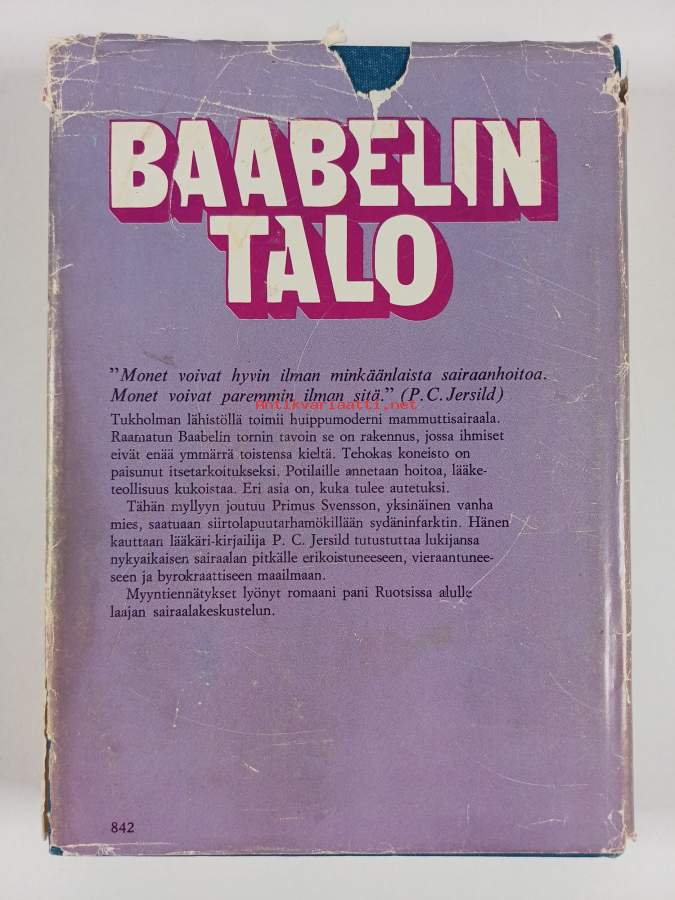 BAABELIN
TALO
"Monet voivat hyvin ilman minkäänlaista sairaanhoitoa.
Monet voivat paremmin ilman sitä." (P.C.Jersild)
Antikvariaatti.net
Tukholman lähistöllä toimii huippumoderni mammuttisairaala.
Raamatun Baabelin tornin tavoin se on rakennus, jossa ihmiset
eivät enää ymmärrä toistensa kieltä. Tehokas koneisto on
paisunut itsetarkoitukseksi. Potilaille annetaan hoitoa, lääke-
teollisuus kukoistaa. Eri asia on, kuka tulee autetuksi.
Tähän myllyyn joutuu Primus Svensson, yksinäinen vanha
mies, saatuaan siirtolapuutarhamökillään sydäninfarktin. Hänen
kauttaan lääkäri-kirjailija P. C. Jersild tutustuttaa lukijansa
nykyaikaisen sairaalan pitkälle erikoistuneeseen, vieraantunee-
seen ja byrokraattiseen maailmaan.
Myyntiennätykset lyönyt romaani pani Ruotsissa alulle
laajan sairaalakeskustelun.
842